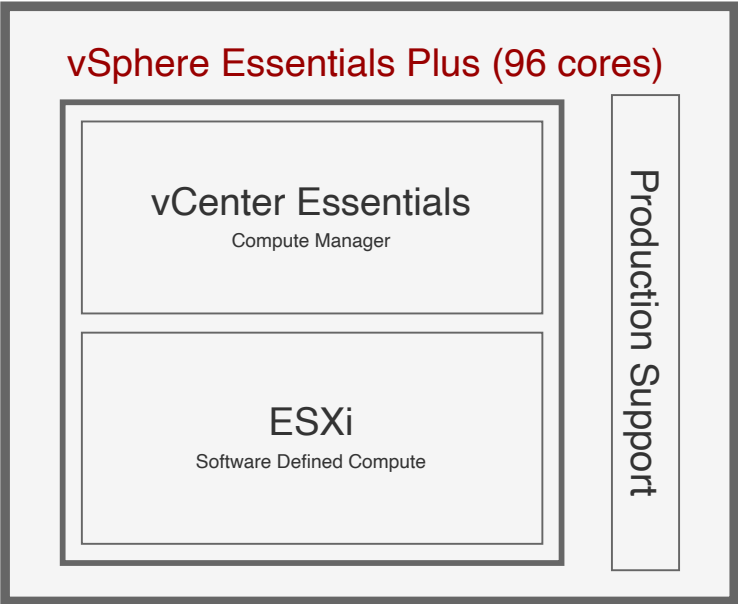 vSphere Essentials Plus (96 cores)
vCenter Essentials
Compute Manager
ESXi
Software Defined Compute
Production Support